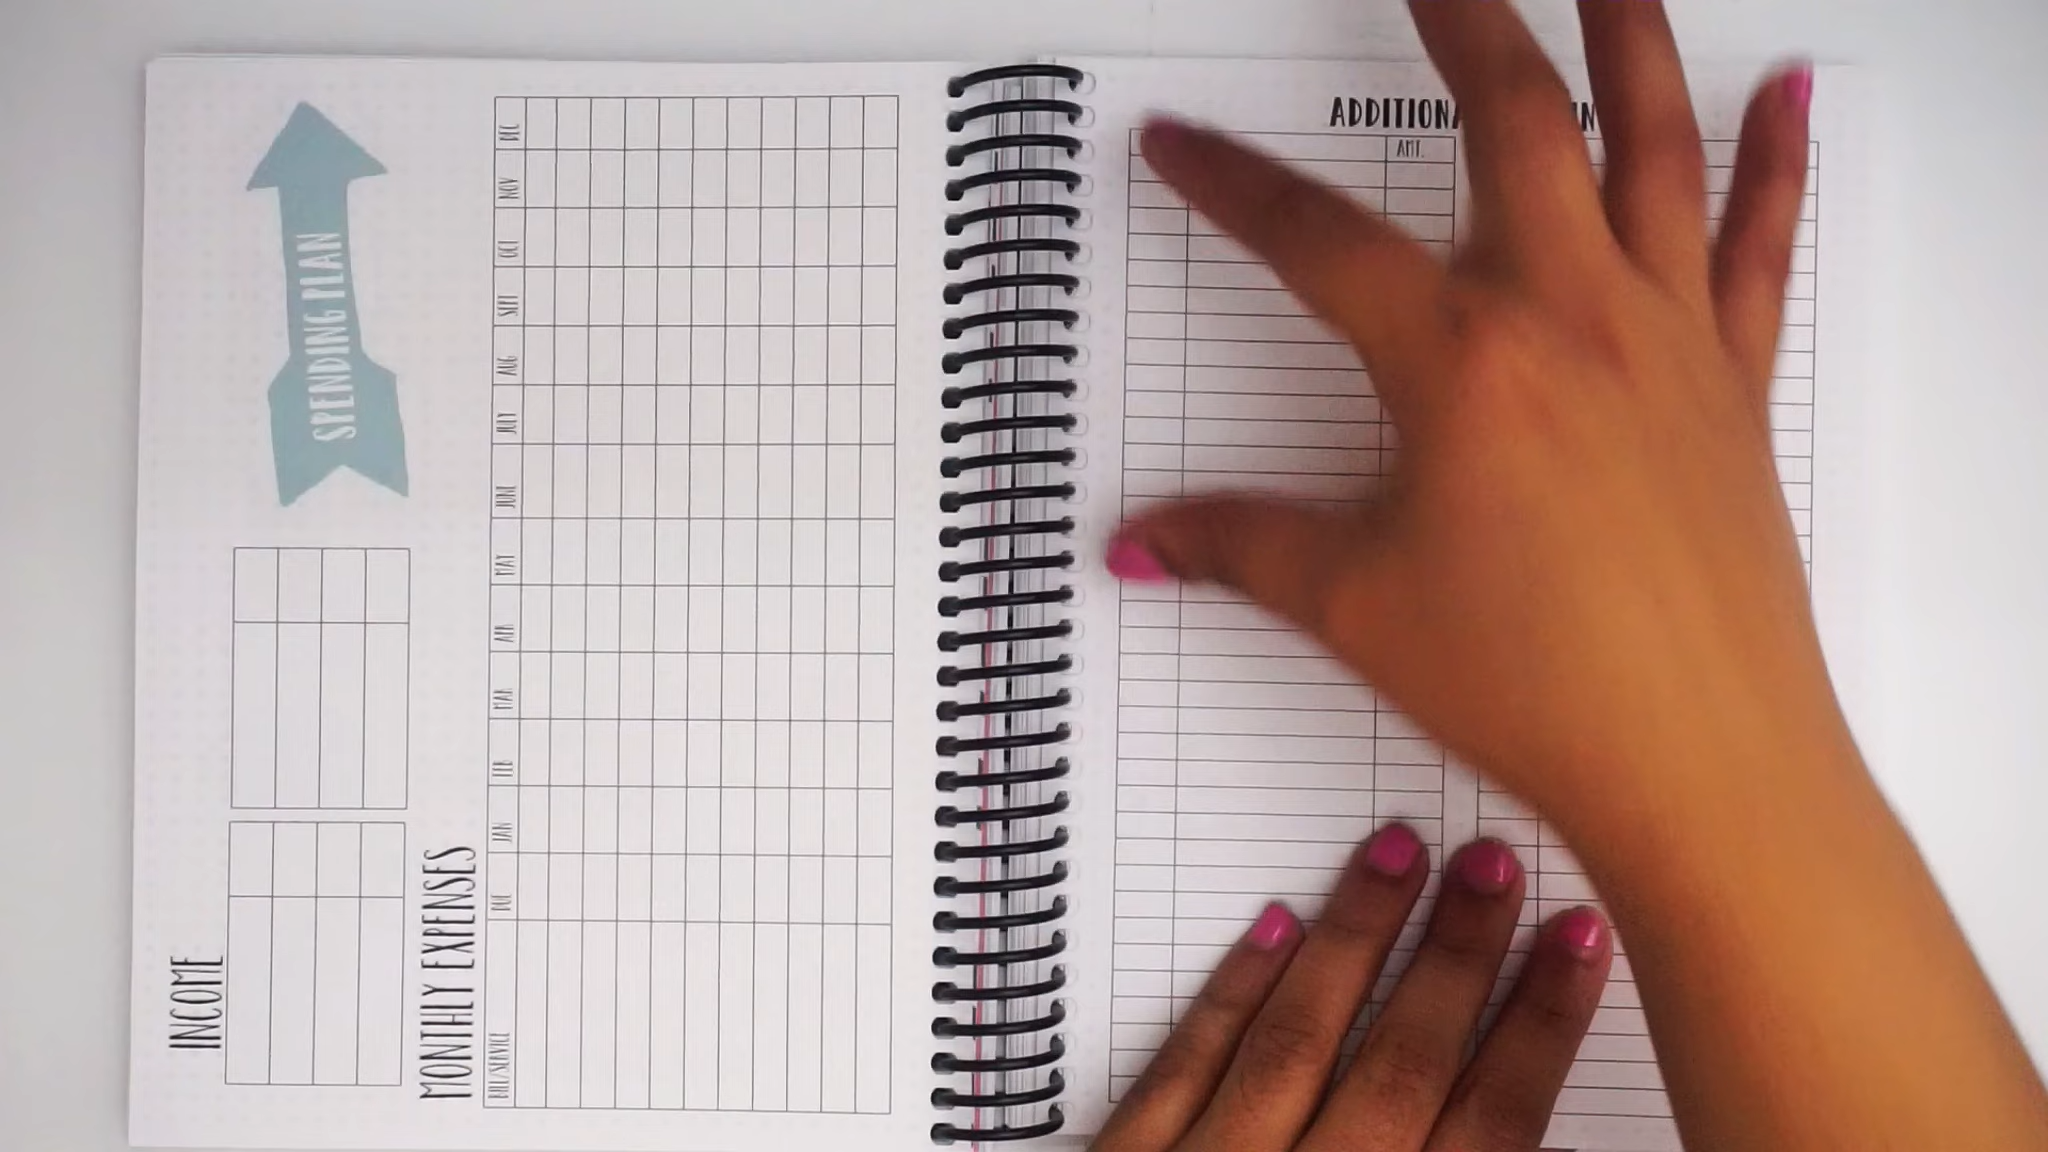 SPENDING PLAN
INCOME
MONTHLY EXPENSES
BILL/SERVICE DUE JAN FEB MAR APR MAY JUNE JULY AUG SEPT OCT NOV DEC
AMT.